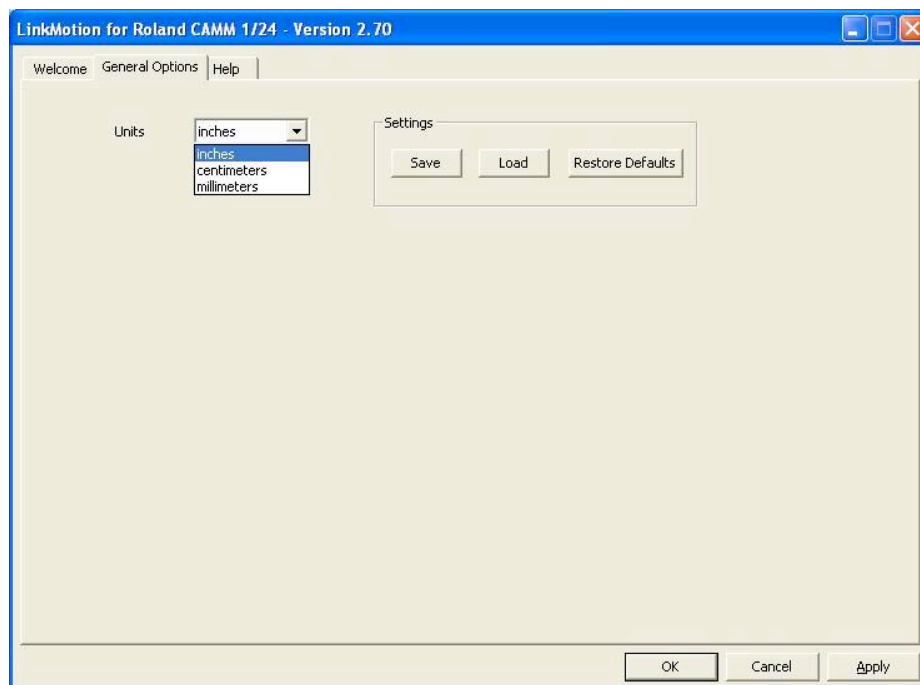 LinkMotion for Roland CAMM 1/24 - Version 2.70
Welcome General Options Help
Units inches
inches
centimeters
millimeters
Settings
Save Load Restore Defaults
OK Cancel Apply